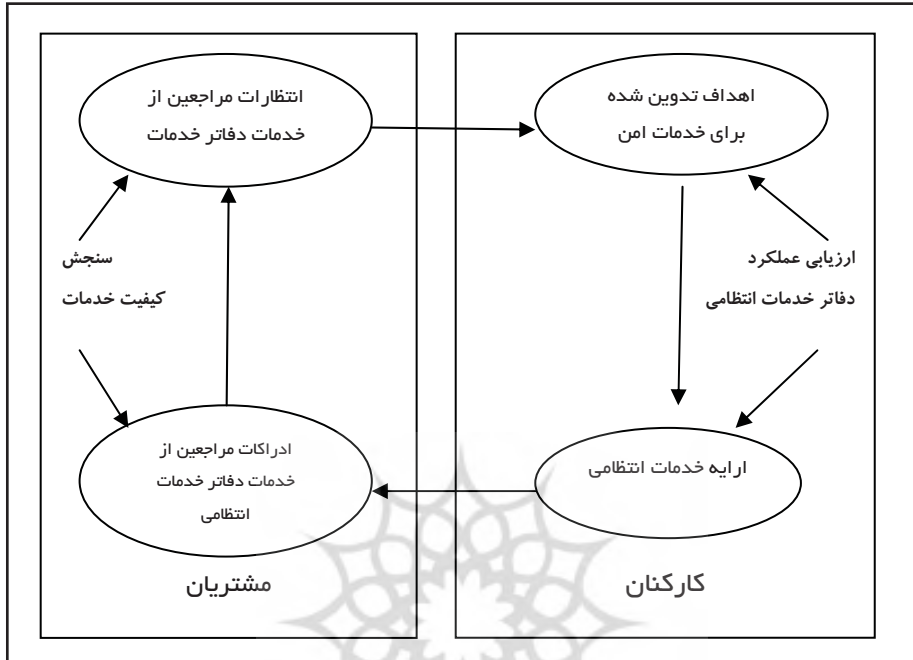 اهداف تدوین شده
برای خدمات امن
ارزیابی عملکرد
دفاتر خدمات انتظامی
ارایه خدمات انتظامی
کارکنان
انتظارات مراجعین از
خدمات دفاتر خدمات
سنجش
کیفیت خدمات
ادراکات مراجعین از
خدمات دفاتر خدمات
انتظامی
مشتریان